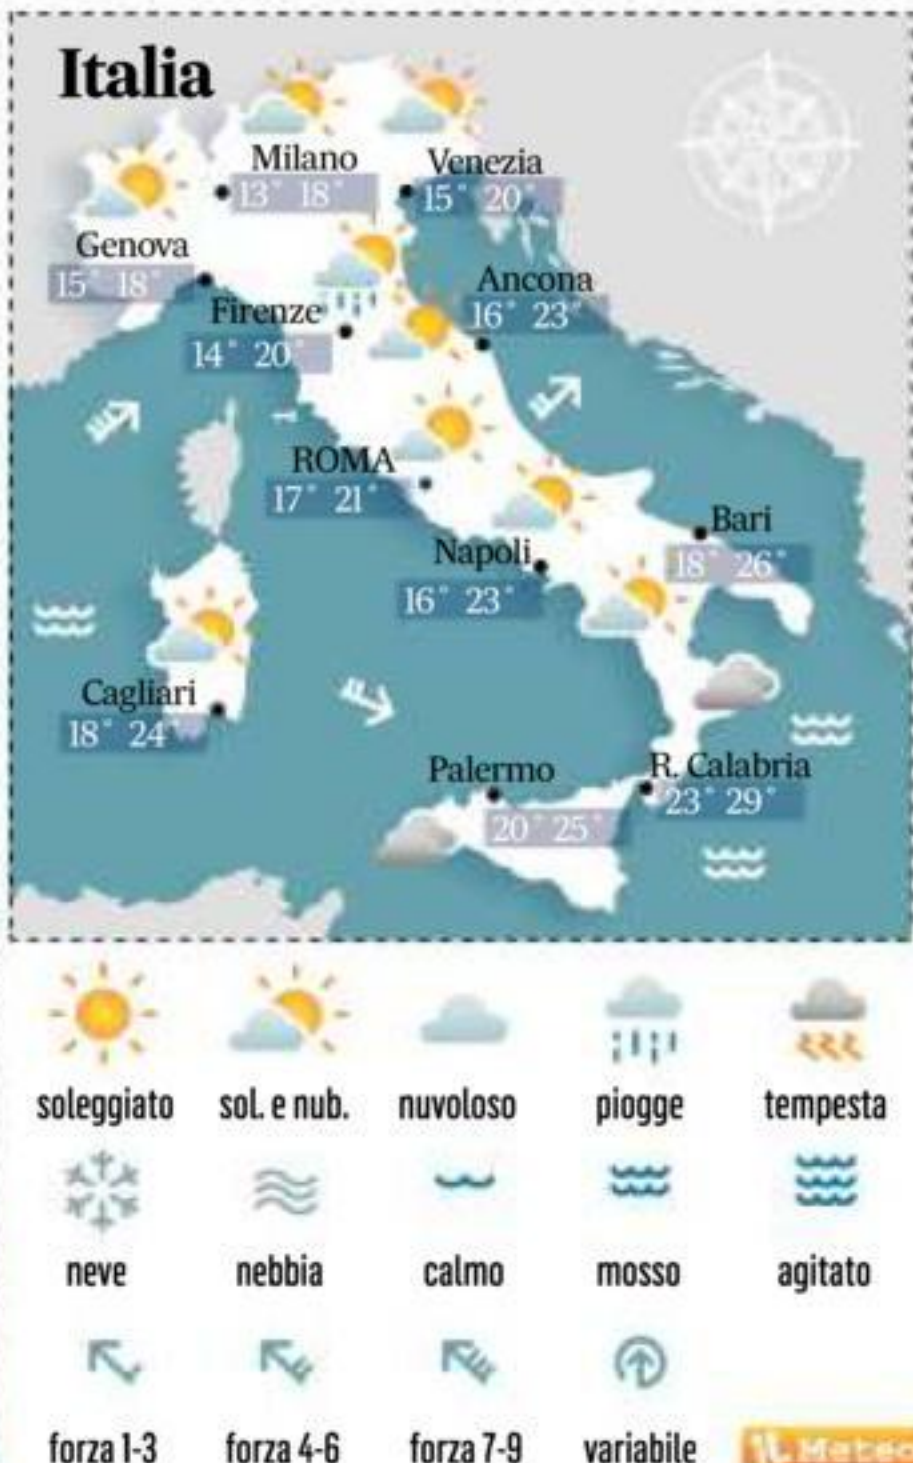 Italia
Milano
13° 18°
Venezia
15° 20°
Genova
15° 18°
Ancona
16° 23°
Firenze
14° 20°
ROMA
17° 21°
Bari
18° 26°
Napoli
16° 23°
Cagliari
18° 24°
Palermo
20° 25°
R. Calabria
23° 29°
soleggiato sol. e nub. nuvoloso piogge tempesta
neve nebbia calmo mosso agitato
forza 1-3 forza 4-6 forza 7-9 variabile
iL Meteo